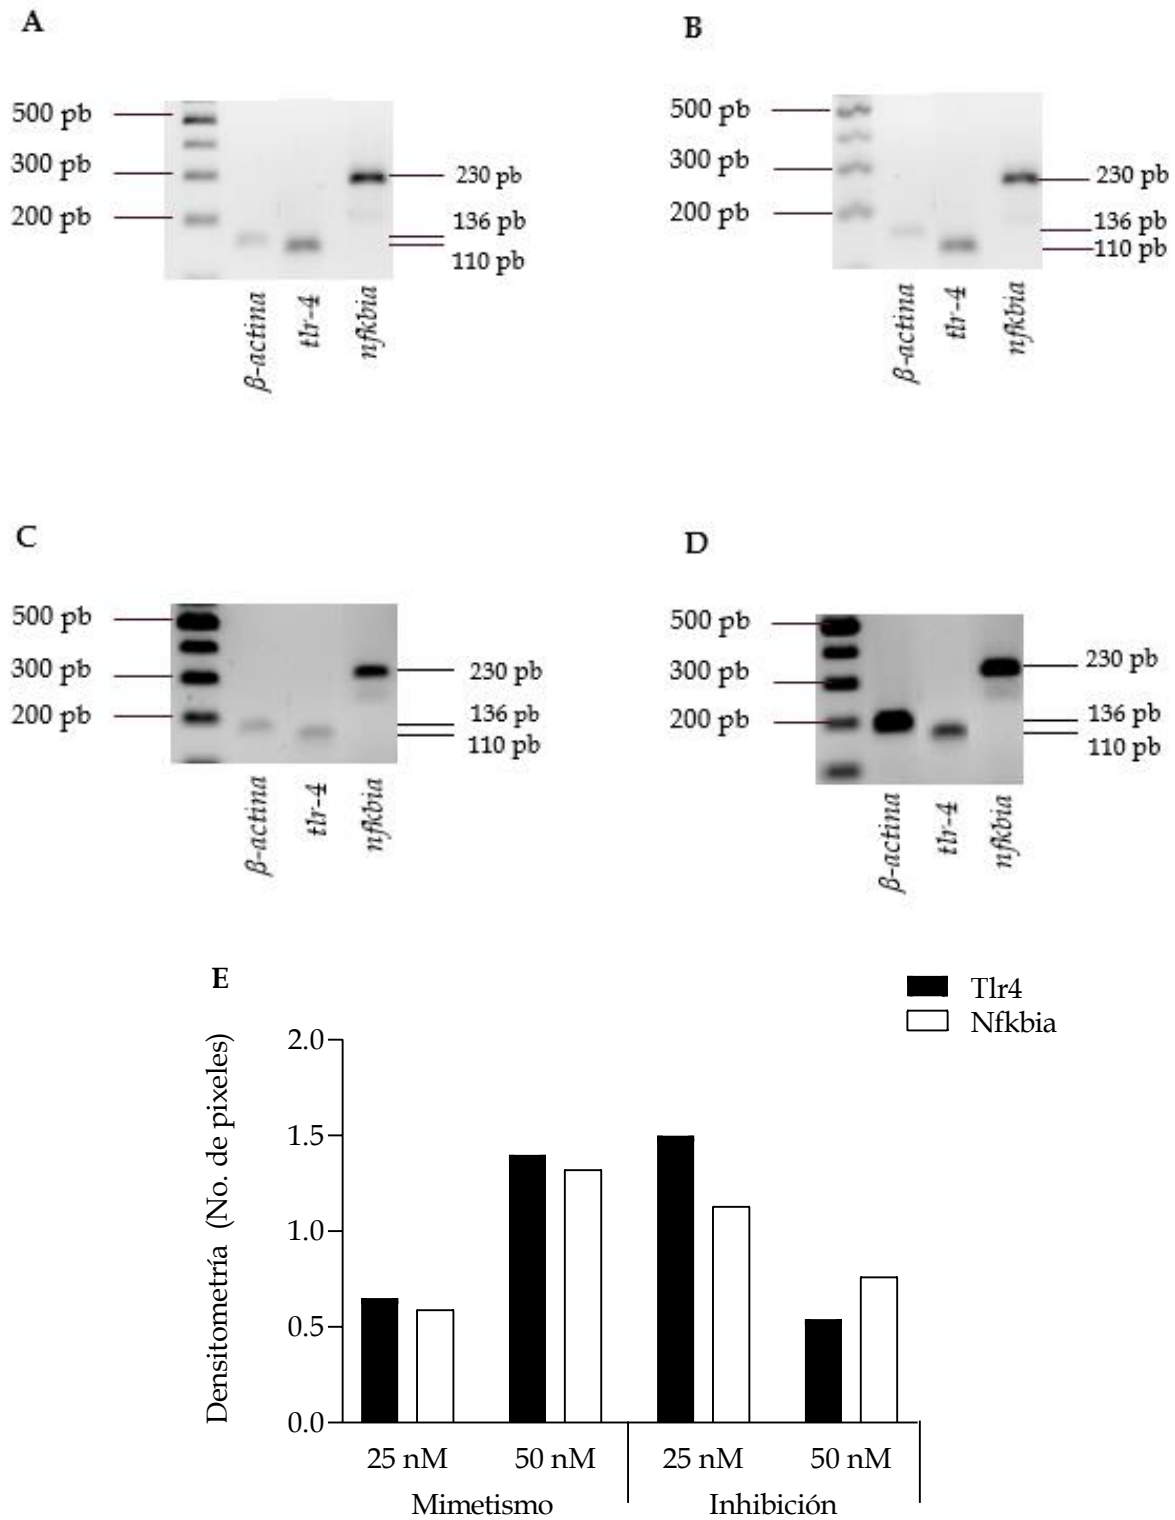 A
500 pb
300 pb
200 pb
230 pb
136 pb
110 pb
β-actina
tlr-4
nfkbia
B
500 pb
300 pb
200 pb
230 pb
136 pb
110 pb
β-actina
tlr-4
nfkbia
C
500 pb
300 pb
200 pb
230 pb
136 pb
110 pb
β-actina
tlr-4
nfkbia
D
500 pb
300 pb
200 pb
230 pb
136 pb
110 pb
β-actina
tlr-4
nfkbia
E
Tlr4
Nfkbia
Densitometría (No. de pixeles)
2.0
1.5
1.0
0.5
0.0
25 nM 50 nM 25 nM 50 nM
Mimetismo Inhibición